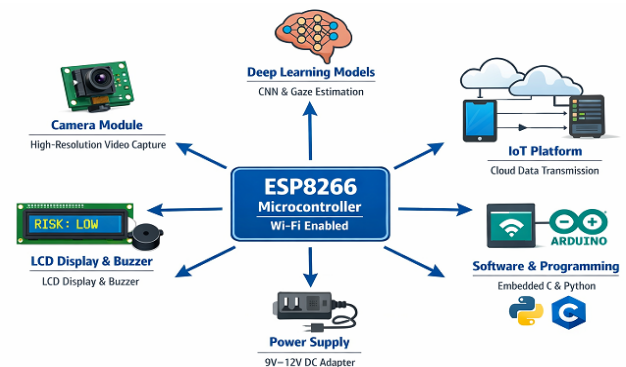 Deep Learning Models
CNN & Gaze Estimation
Camera Module
High-Resolution Video Capture
IoT Platform
Cloud Data Transmission
ESP8266
Microcontroller
Wi-Fi Enabled
RISK: LOW
LCD Display & Buzzer
LCD Display & Buzzer
ARDUINO
Software & Programming
Embedded C & Python
C
Power Supply
9V–12V DC Adapter